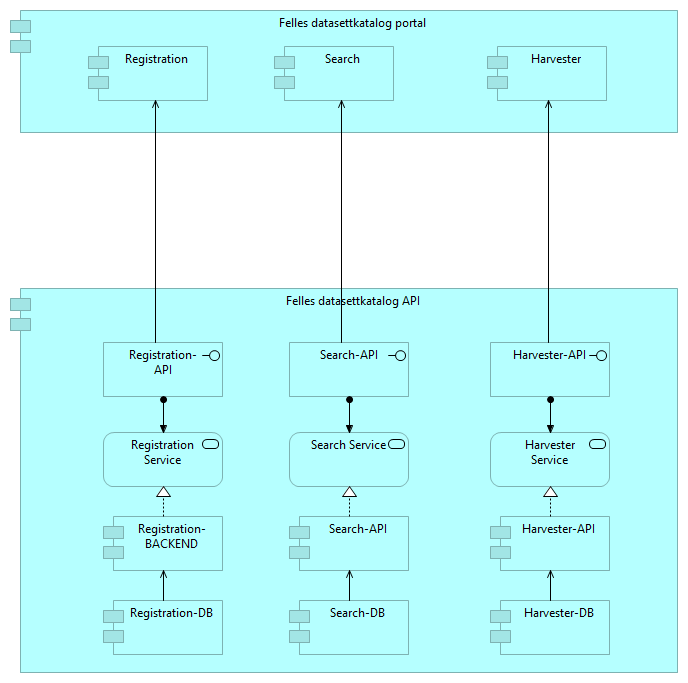 Felles datasettkatalog portal
Registration
Search
Harvester
Felles datasettkatalog API
Registration-
API
Search-API
Harvester-API
Registration
Service
Search Service
Harvester
Service
Registration-
BACKEND
Search-API
Harvester-API
Registration-DB
Search-DB
Harvester-DB